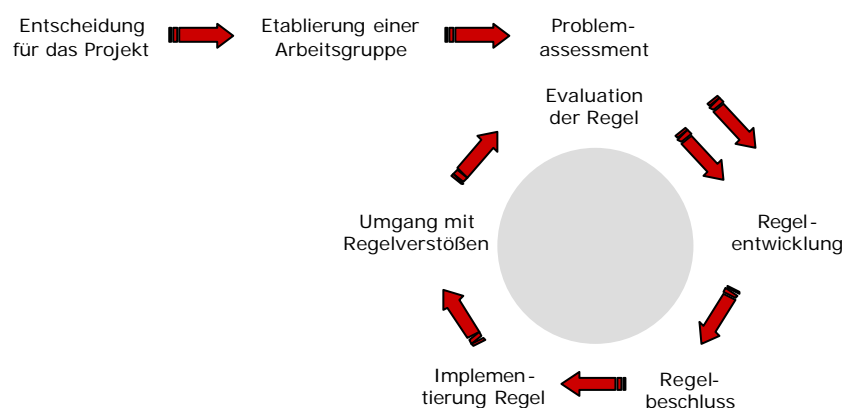 Entscheidung
für das Projekt
Etablierung einer
Arbeitsgruppe
Problem-
assessment
Evaluation
der Regel
Umgang mit
Regelverstößen
Regel-
entwicklung
Implemen-
tierung Regel
Regel-
beschluss